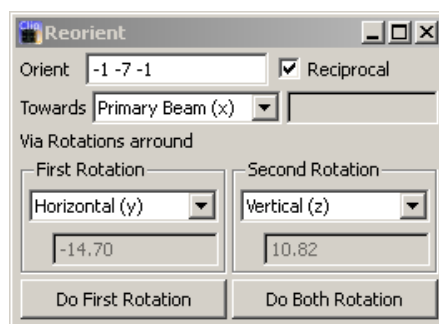 Clip Reorient
Orient -1 -7 -1 Reciprocal
Towards Primary Beam (x)
Via Rotations arround
First Rotation Second Rotation
Horizontal (y) Vertical (z)
-14.70 10.82
Do First Rotation Do Both Rotation